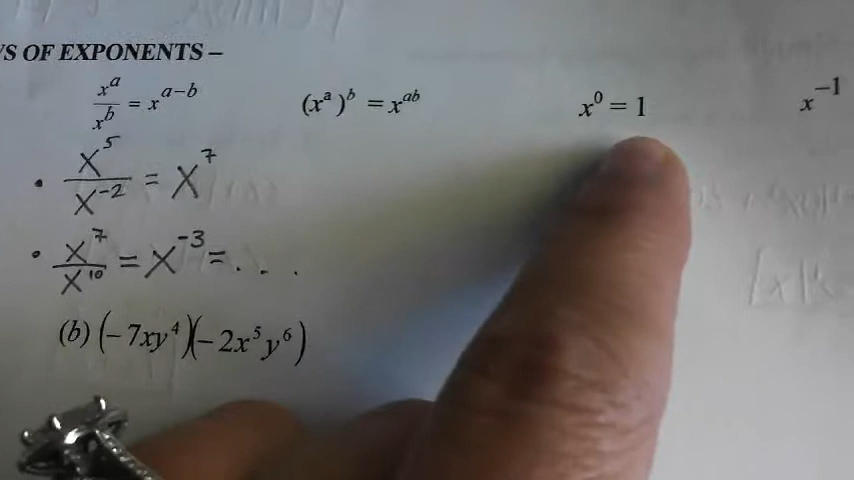 S OF EXPONENTS –
x^a/x^b = x^(a–b) (x^a)^b = x^(ab) x^0 = 1 x^–1
• x^5/x^–2 = x^7
• x^7/x^10 = x^–3 = . . .
(b) (– 7xy^4)(– 2x^5y^6)